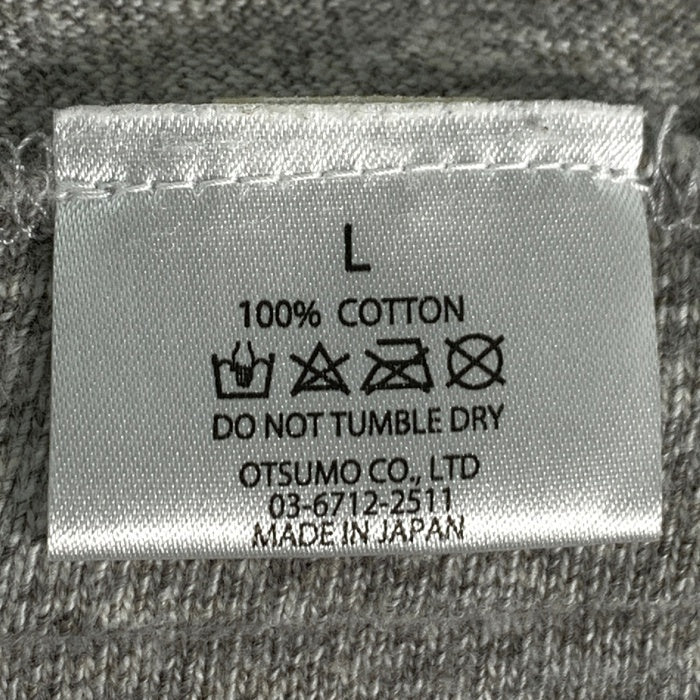 L
100% COTTON
DO NOT TUMBLE DRY
OTSUMO CO., LTD
03-6712-2511
MADE IN JAPAN